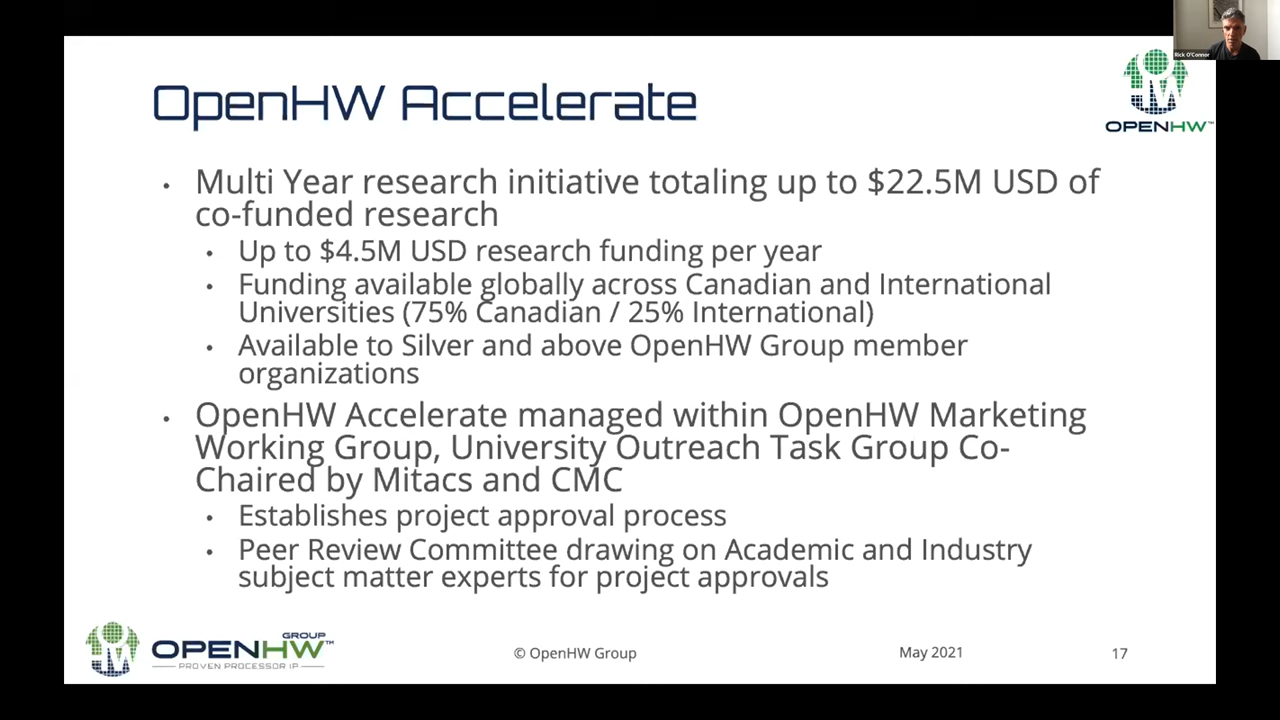 Rick O'Connor
OpenHW Accelerate
OPENHW™
• Multi Year research initiative totaling up to $22.5M USD of
co-funded research
• Up to $4.5M USD research funding per year
• Funding available globally across Canadian and International
Universities (75% Canadian / 25% International)
• Available to Silver and above OpenHW Group member
organizations
• OpenHW Accelerate managed within OpenHW Marketing
Working Group, University Outreach Task Group Co-
Chaired by Mitacs and CMC
• Establishes project approval process
• Peer Review Committee drawing on Academic and Industry
subject matter experts for project approvals
GROUP
OPENHW™
PROVEN PROCESSOR IP
© OpenHW Group
May 2021
17